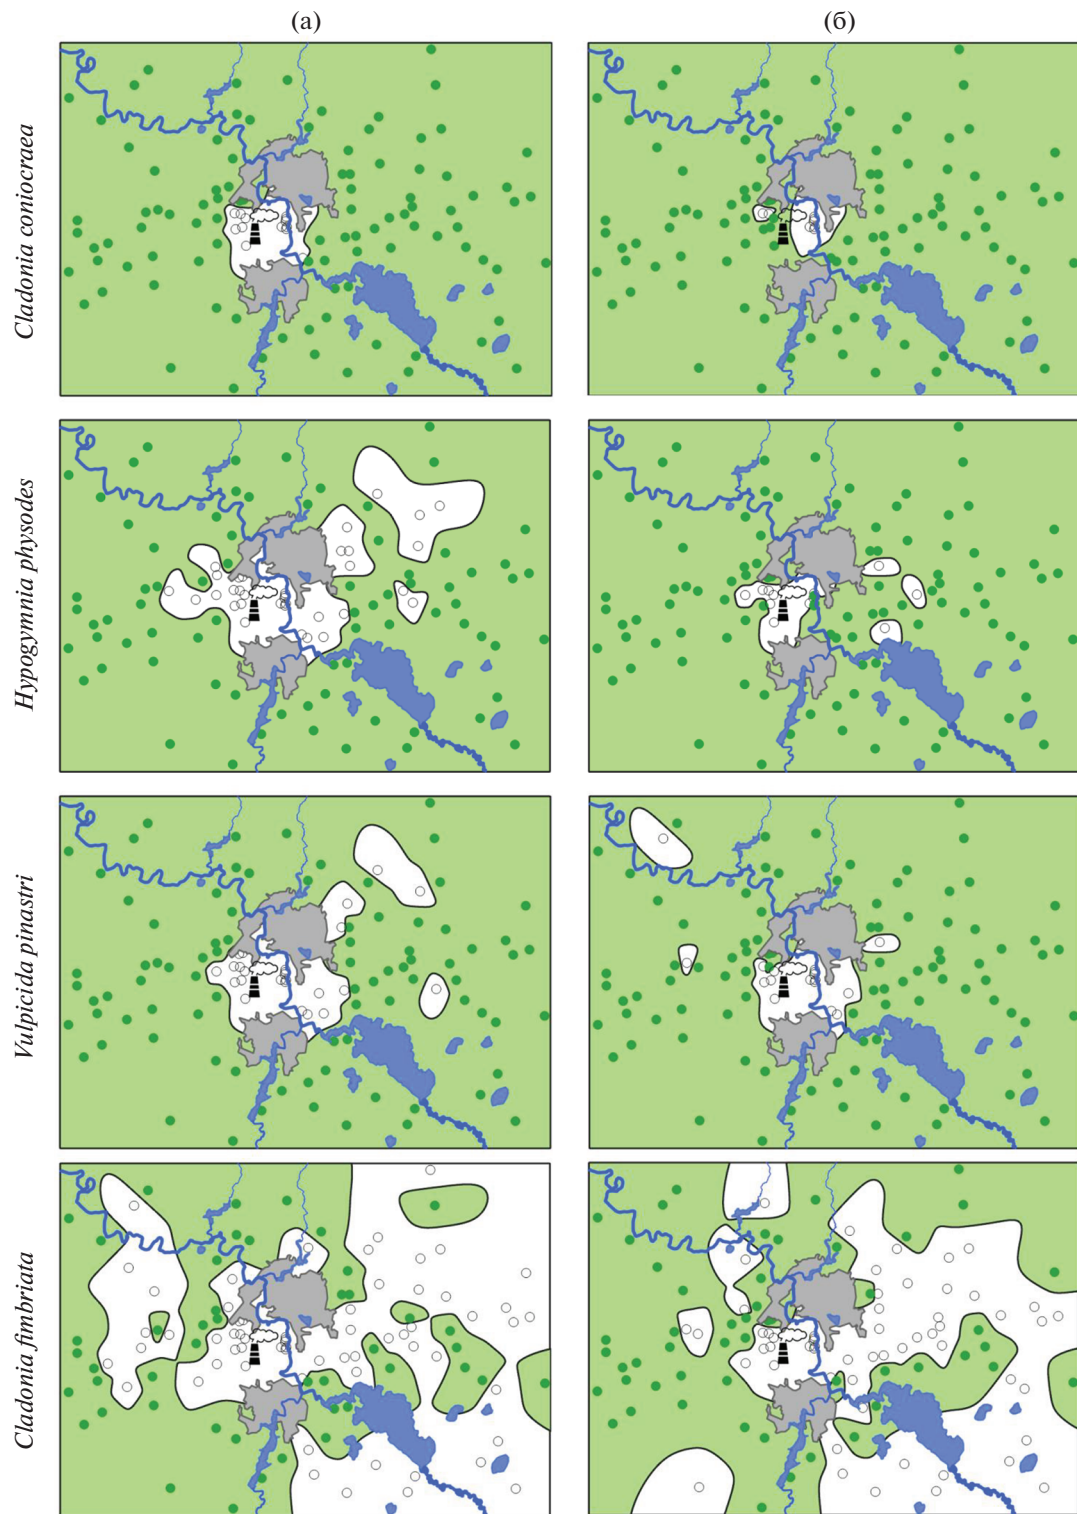 (а)
(б)
Cladonia coniocraea
Hypogymnia physodes
Vulpicida pinastri
Cladonia fimbriata